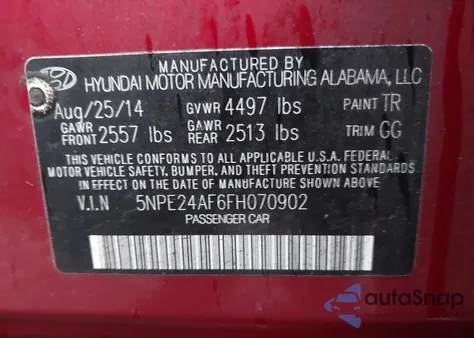 MANUFACTURED BY
HYUNDAI MOTOR MANUFACTURING ALABAMA, LLC
Aug/25/14 GVWR 4497 lbs PAINT TR
GAWR FRONT 2557 lbs GAWR REAR 2513 lbs TRIM GG
THIS VEHICLE CONFORMS TO ALL APPLICABLE U.S.A. FEDERAL
MOTOR VEHICLE SAFETY, BUMPER, AND THEFT PREVENTION STANDARDS
IN EFFECT ON THE DATE OF MANUFACTURE SHOWN ABOVE.
V.I.N 5NPE24AF6FH070902
PASSENGER CAR
autoSnap